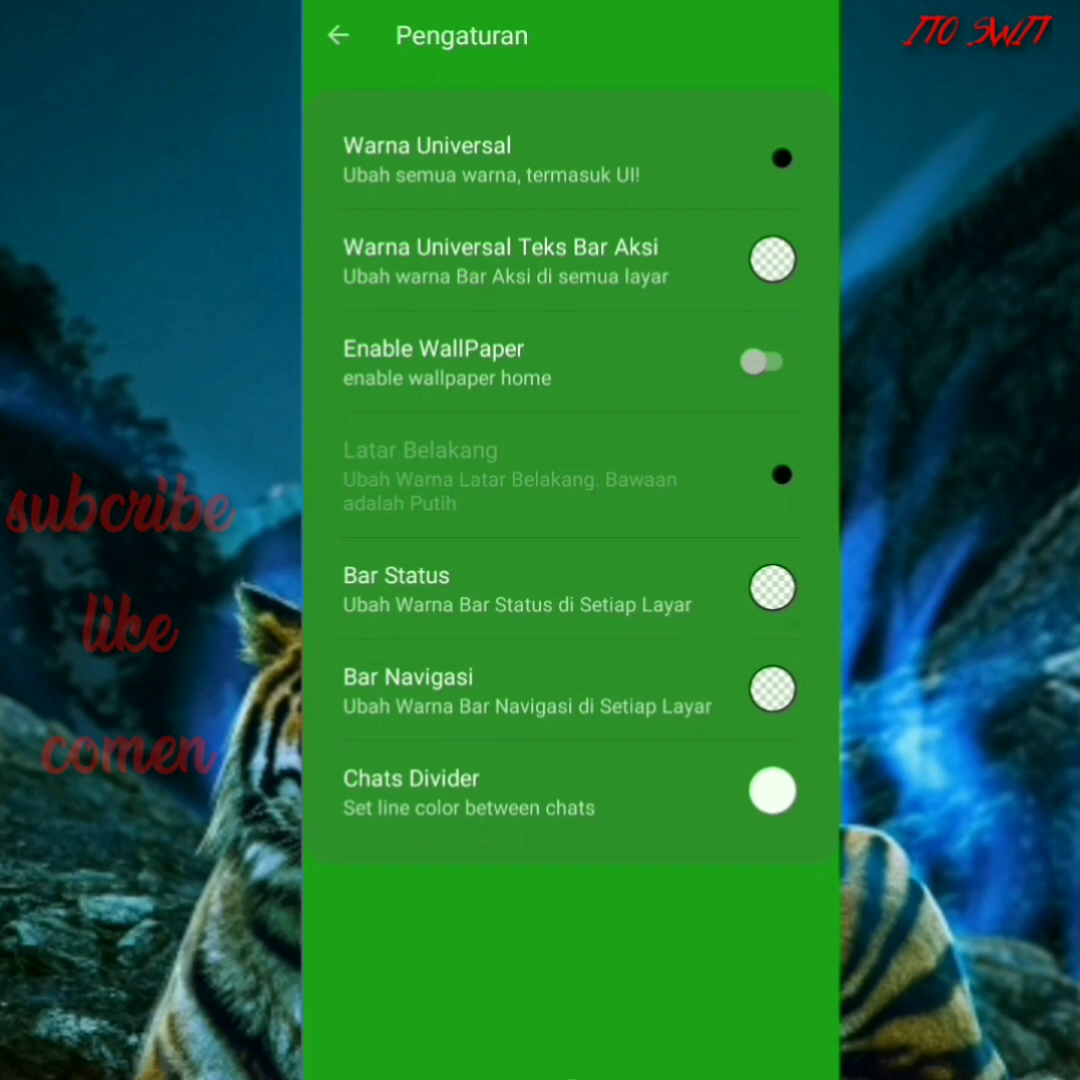 Pengaturan
ITO SWIT
Warna Universal
Ubah semua warna, termasuk UI!
Warna Universal Teks Bar Aksi
Ubah warna Bar Aksi di semua layar
Enable WallPaper
enable wallpaper home
Latar Belakang
Ubah Warna Latar Belakang. Bawaan
adalah Putih
Bar Status
Ubah Warna Bar Status di Setiap Layar
Bar Navigasi
Ubah Warna Bar Navigasi di Setiap Layar
Chats Divider
Set line color between chats
subcribe
like
comen